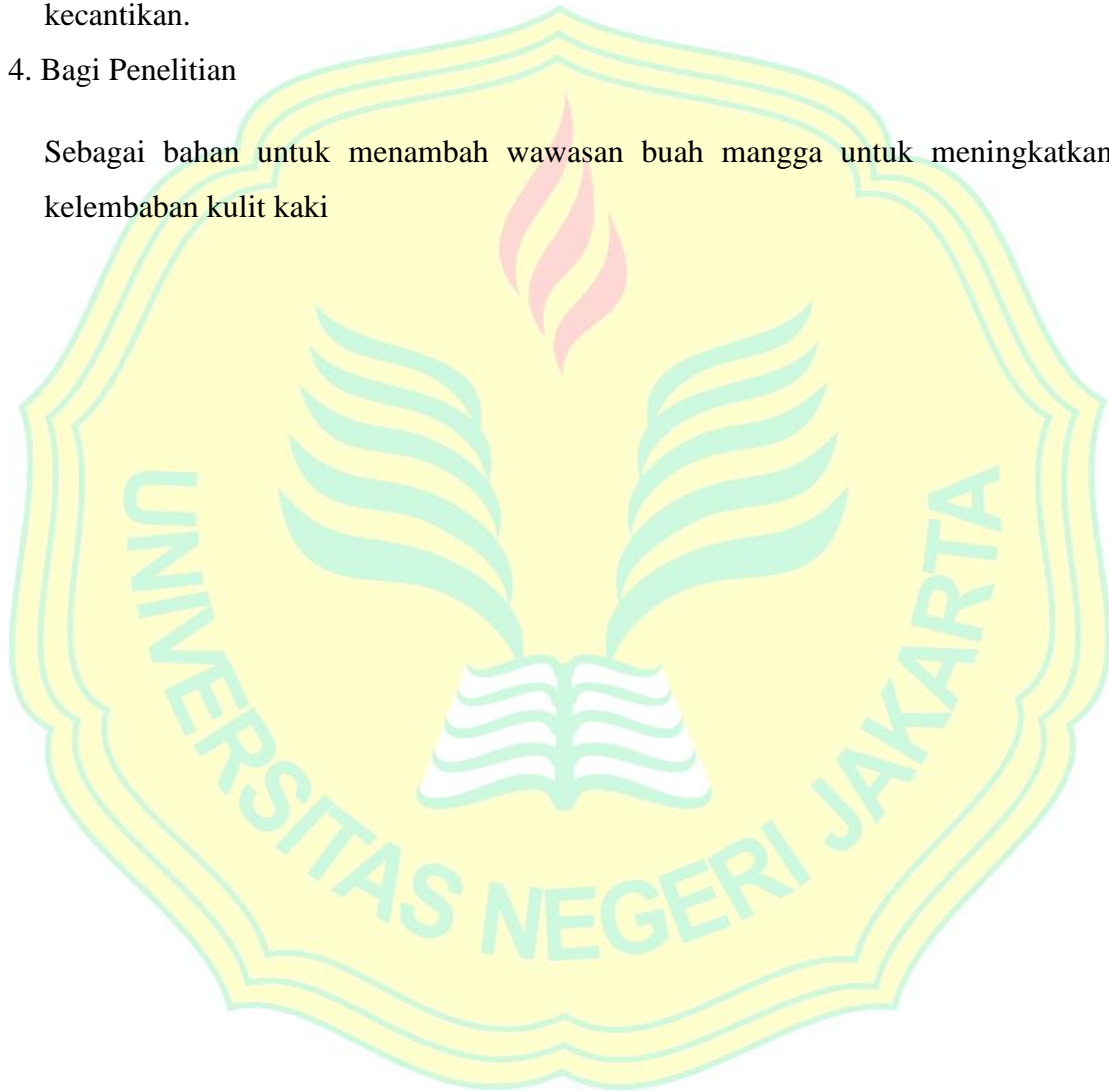 kecantikan.
4. Bagi Penelitian
Sebagai bahan untuk menambah wawasan buah mangga untuk meningkatkan
kelembaban kulit kaki
UNIVERSITAS NEGERI JAKARTA